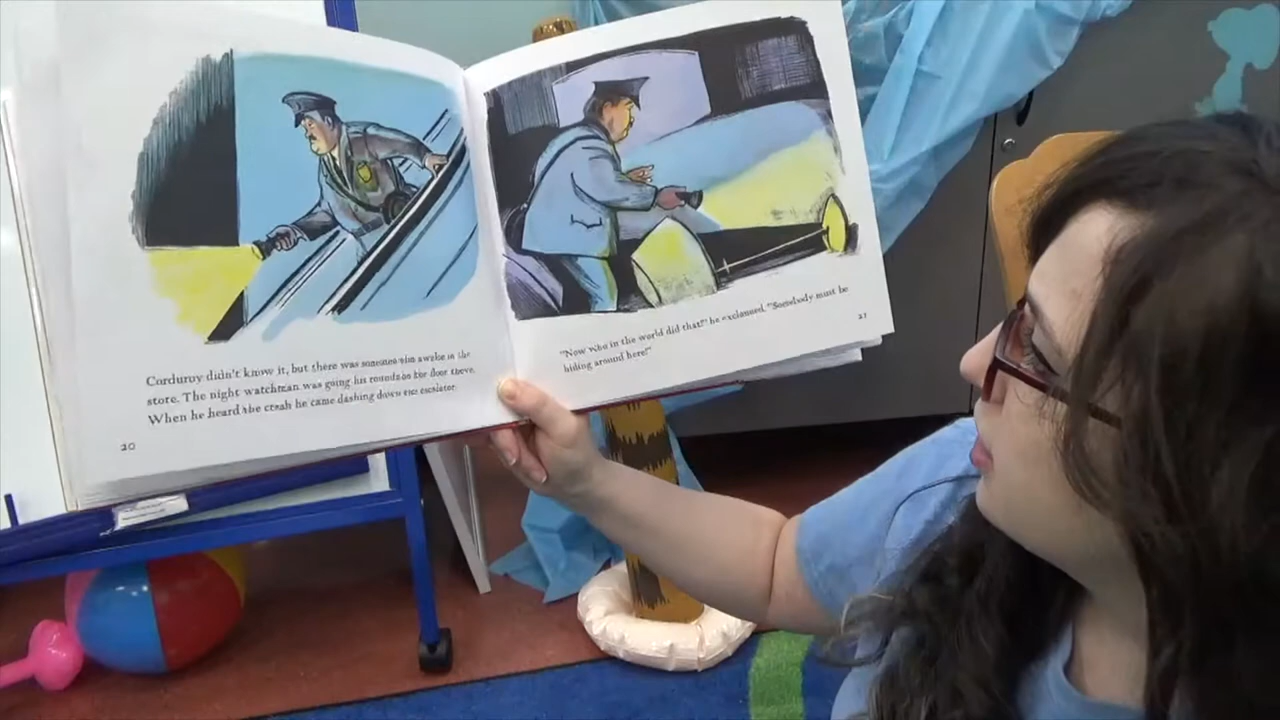 Corduroy didn't know it, but there was someone else awake in the
store. The night watchman was going his rounds on the floor above.
When he heard the crash he came dashing down the escalator.
20
"Now who in the world did that!" he exclaimed. "Somebody must be
hiding around here!"
21